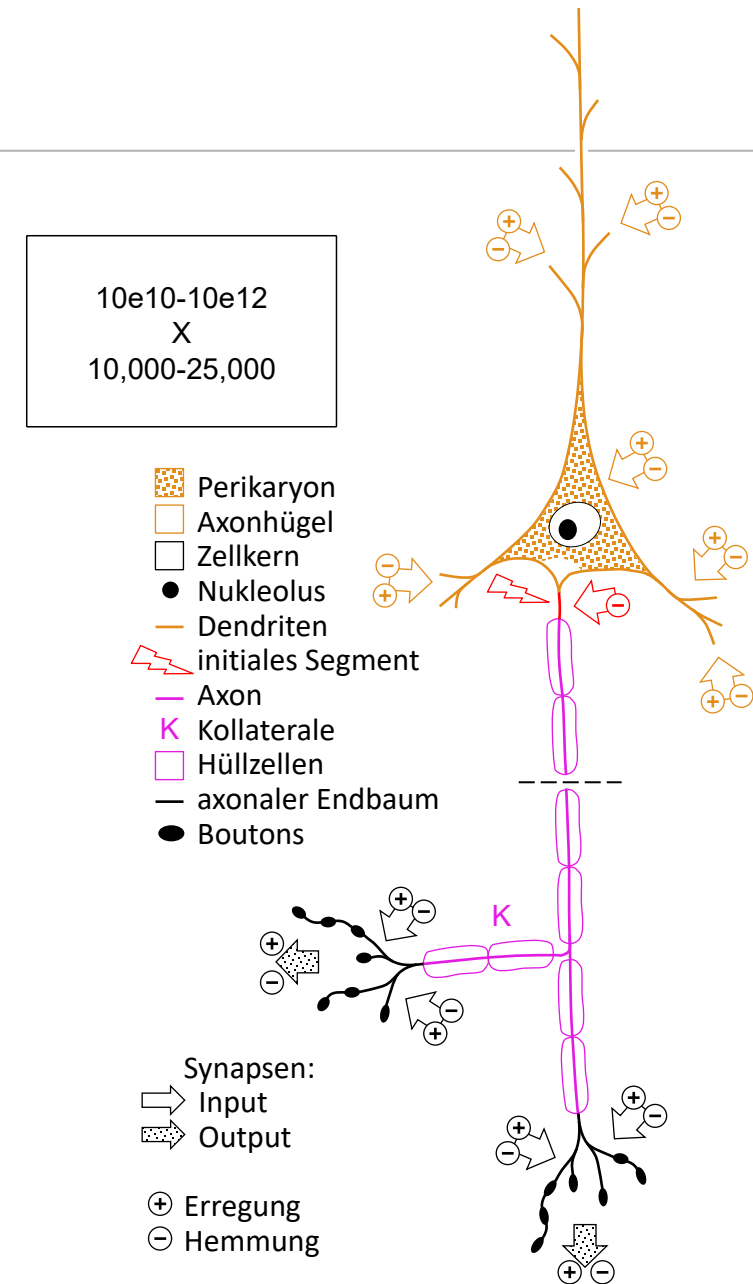 10e10-10e12
X
10,000-25,000
Perikaryon
Axonhügel
Zellkern
Nukleolus
Dendriten
initiales Segment
Axon
K Kollaterale
Hüllzellen
axonaler Endbaum
Boutons
K
Synapsen:
Input
Output
+ Erregung
− Hemmung